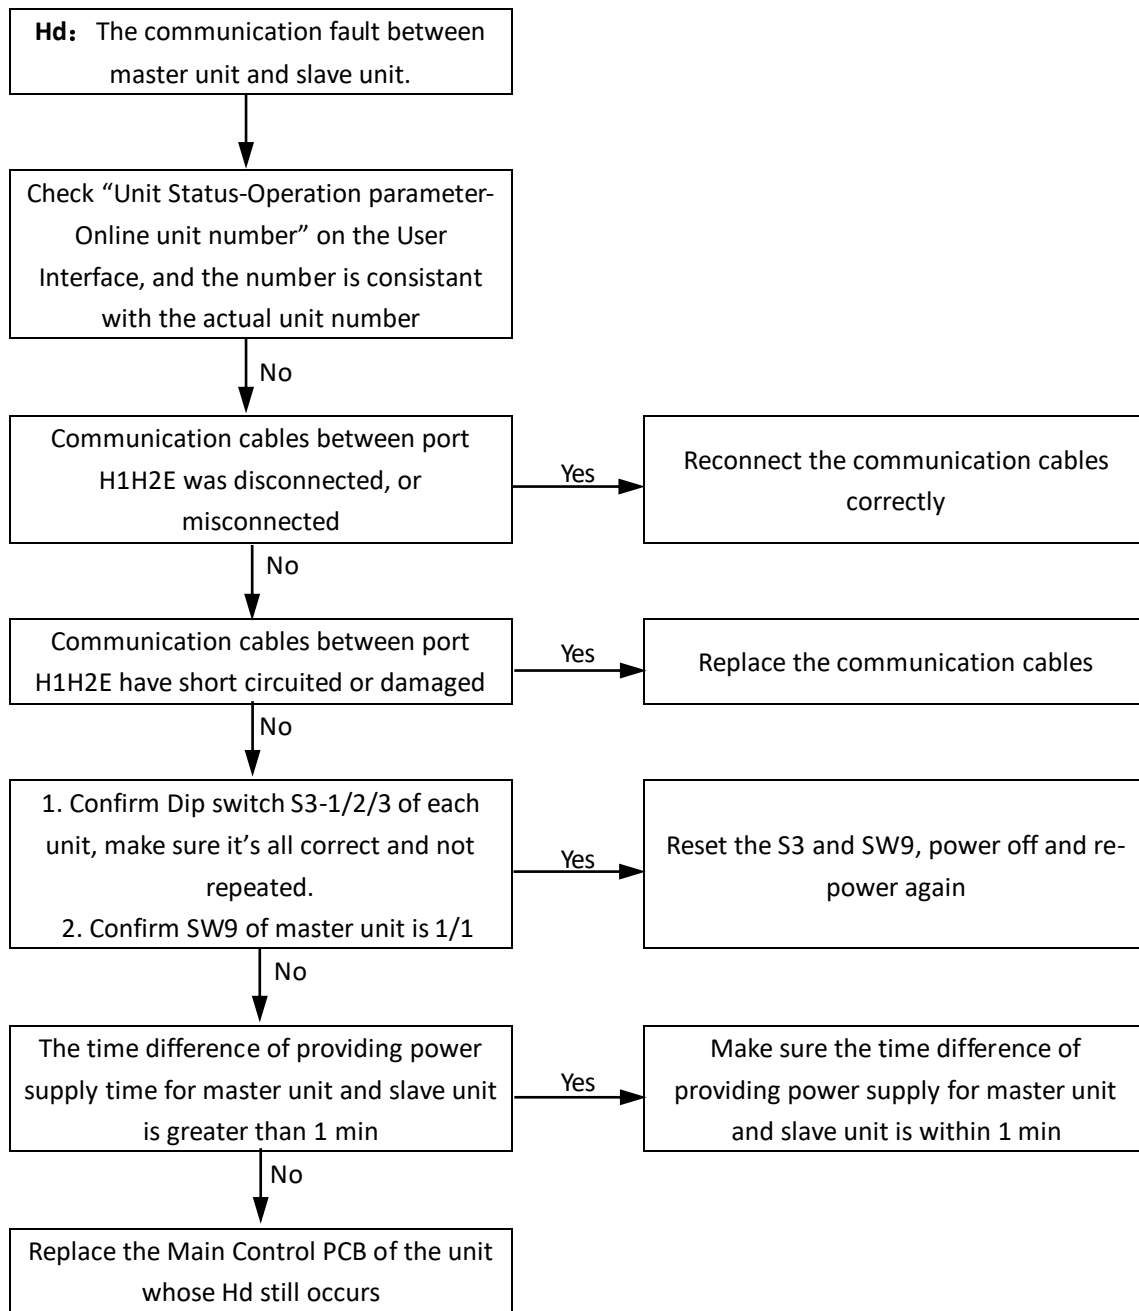 Hd：The communication fault between
master unit and slave unit.
Check “Unit Status-Operation parameter-
Online unit number” on the User
Interface, and the number is consistant
with the actual unit number
No
Communication cables between port
H1H2E was disconnected, or
misconnected
Yes
Reconnect the communication cables
correctly
No
Communication cables between port
H1H2E have short circuited or damaged
Yes
Replace the communication cables
No
1. Confirm Dip switch S3-1/2/3 of each
unit, make sure it’s all correct and not
repeated.
2. Confirm SW9 of master unit is 1/1
Yes
Reset the S3 and SW9, power off and re-
power again
No
The time difference of providing power
supply time for master unit and slave unit
is greater than 1 min
Yes
Make sure the time difference of
providing power supply for master unit
and slave unit is within 1 min
No
Replace the Main Control PCB of the unit
whose Hd still occurs